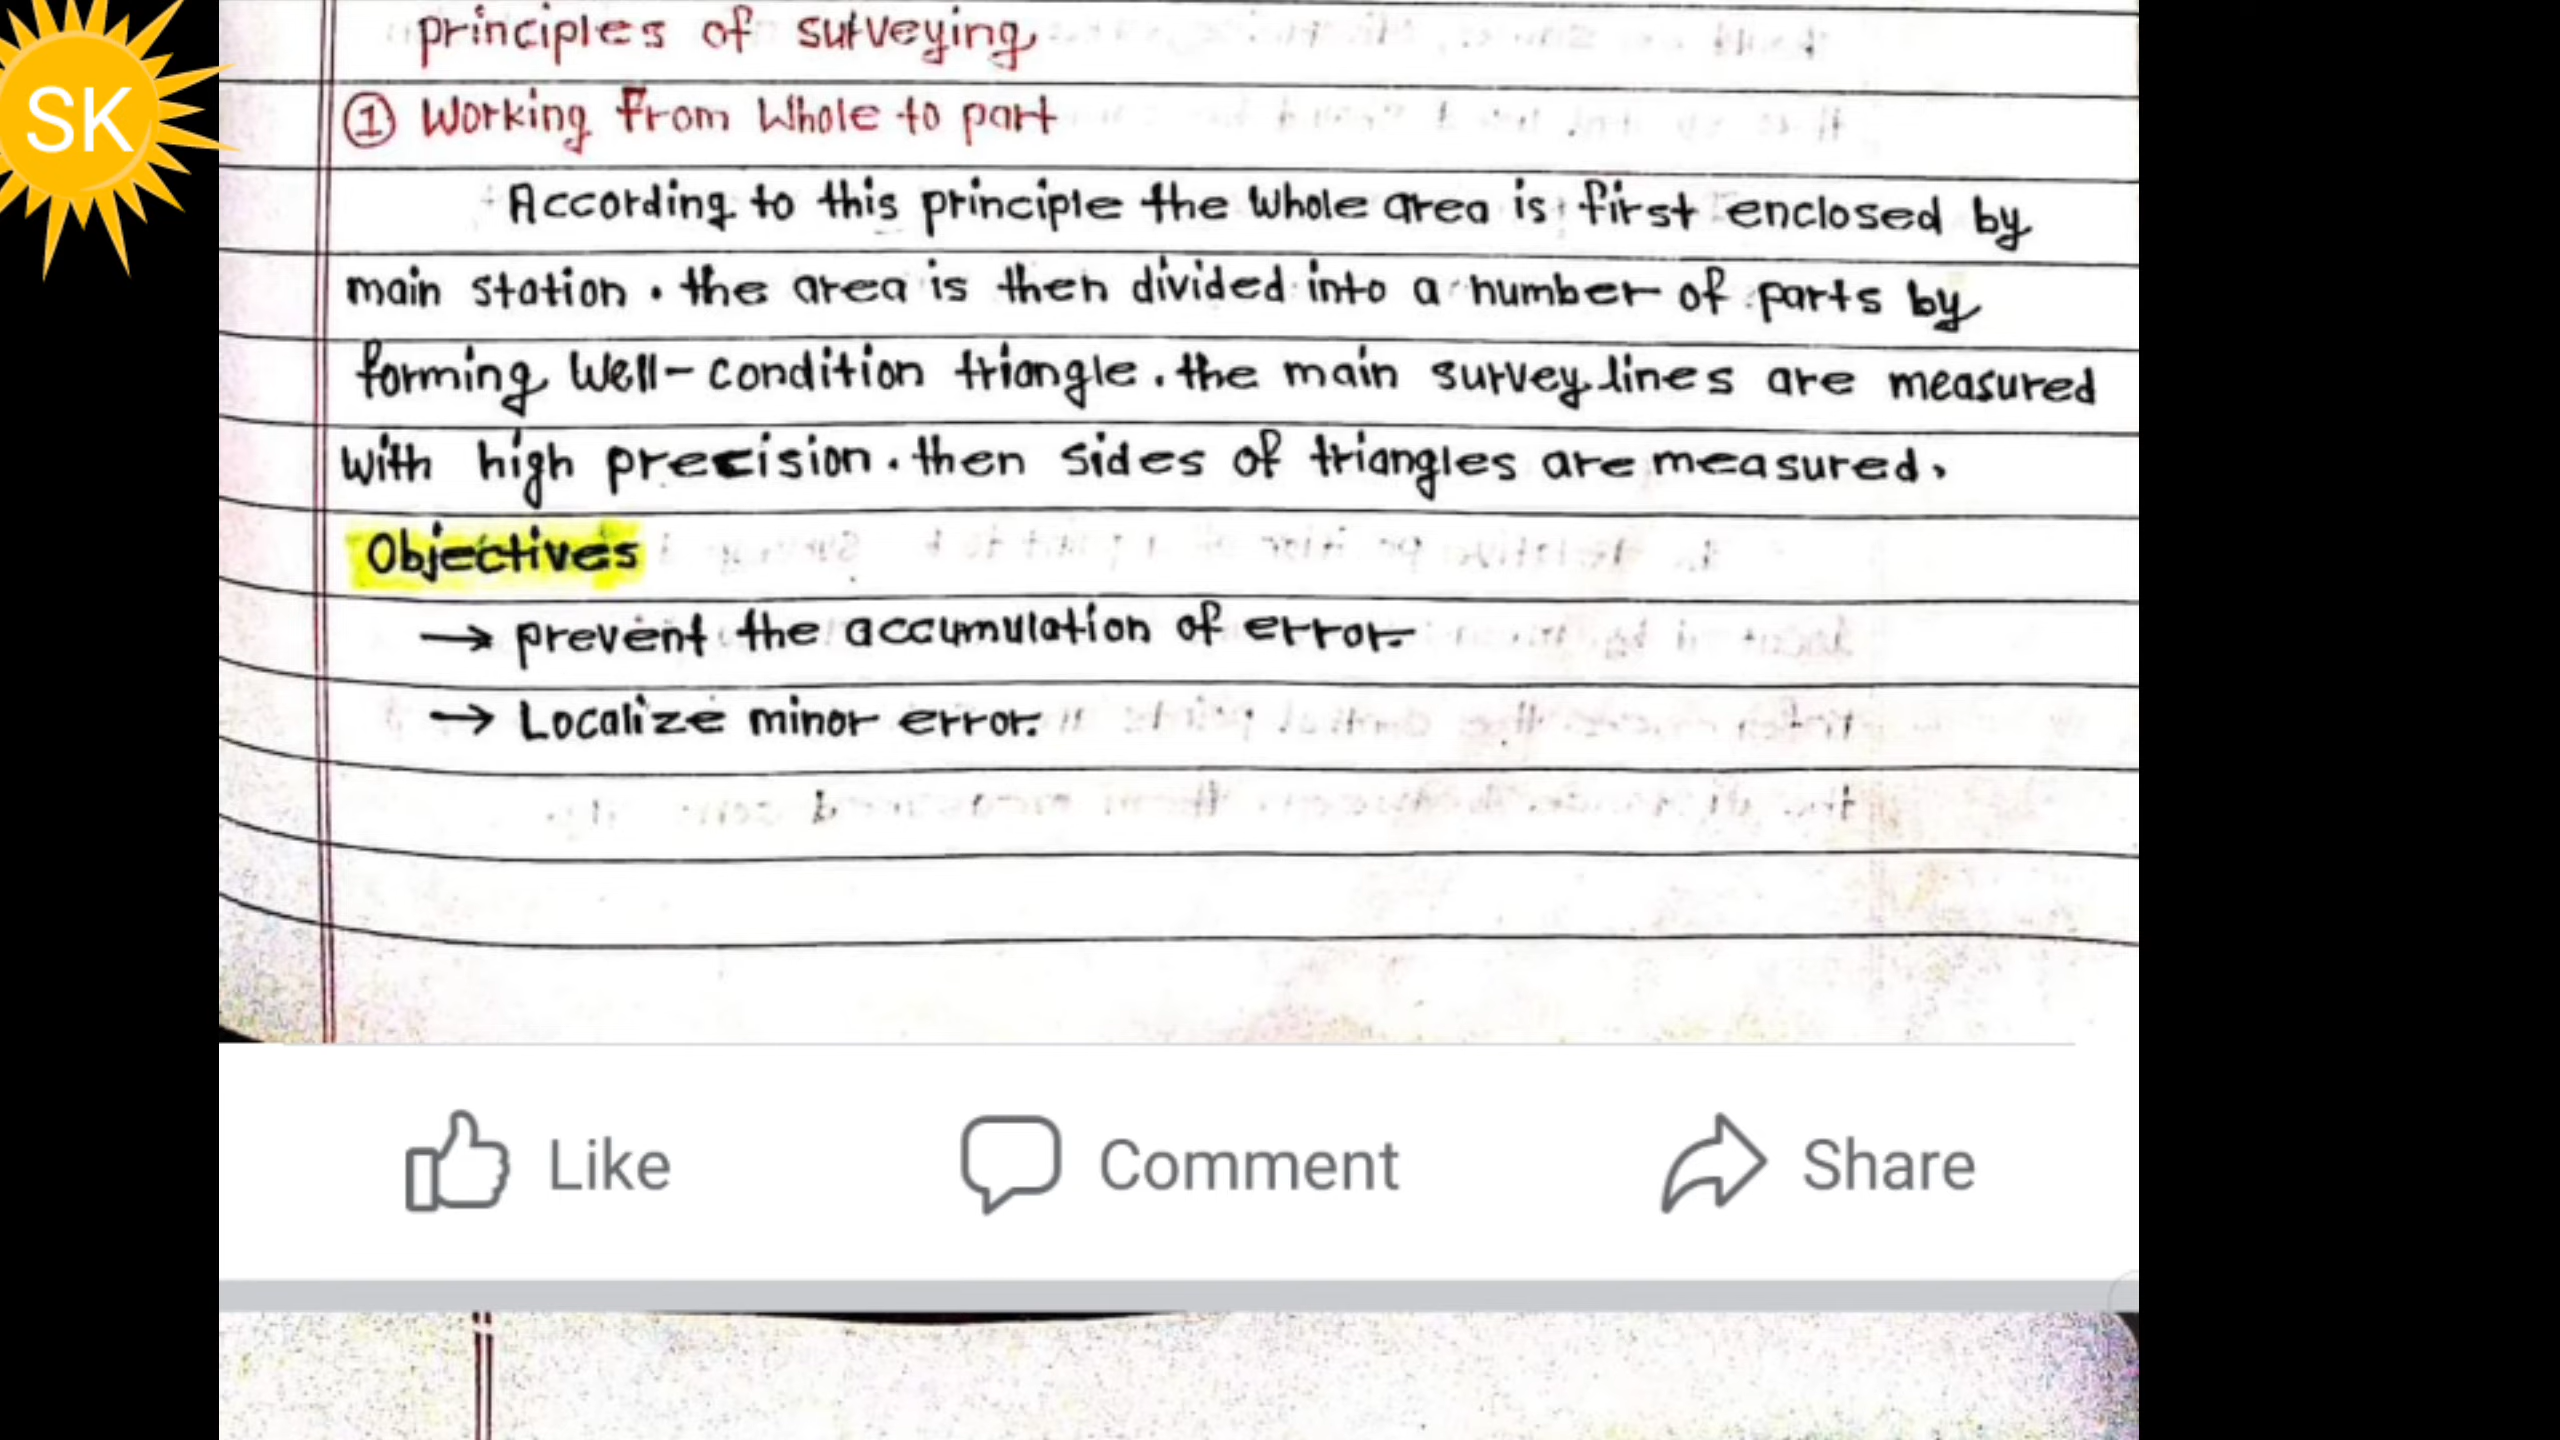 SK
principles of surveying
① Working from Whole to part
According to this principle the whole area is first enclosed by
main station. the area is then divided into a number of parts by
forming Well-condition triangle. the main survey lines are measured
with high precision. then sides of triangles are measured.
Objectives
→ prevent the accumulation of error.
→ Localize minor error.
Like Comment Share